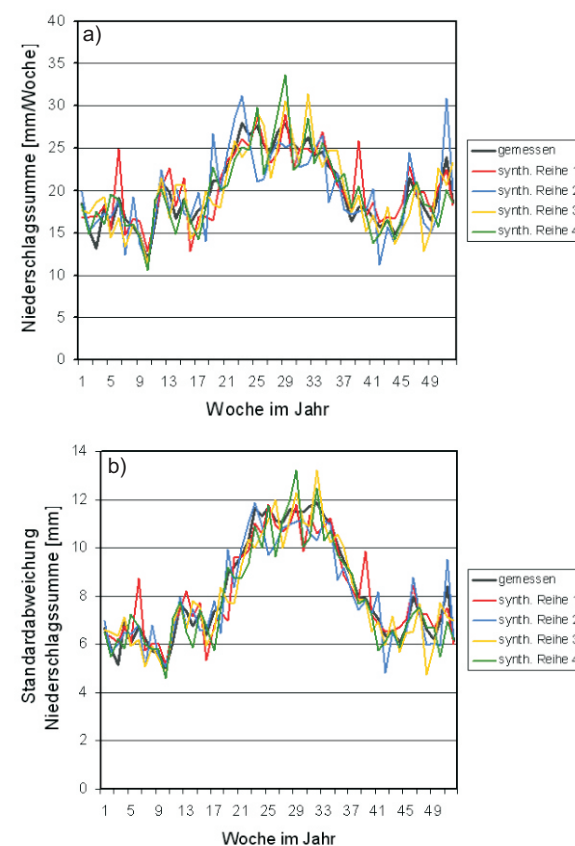 a)
Niederschlagssumme [mm/Woche]
40
35
30
25
20
15
10
5
0
1 5 9 13 17 21 25 29 33 37 41 45 49
Woche im Jahr
gemessen
synth. Reihe 1
synth. Reihe 2
synth. Reihe 3
synth. Reihe 4
b)
Standardabweichung
Niederschlagssumme [mm]
14
12
10
8
6
4
2
0
1 5 9 13 17 21 25 29 33 37 41 45 49
Woche im Jahr
gemessen
synth. Reihe 1
synth. Reihe 2
synth. Reihe 3
synth. Reihe 4